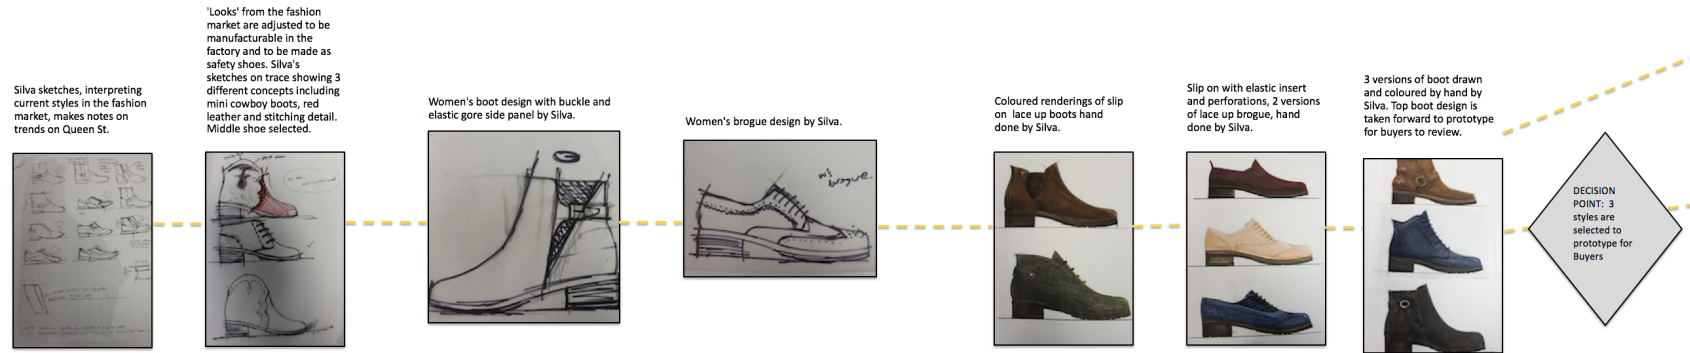 Silva sketches, interpreting
current styles in the fashion
market, makes notes on
trends on Queen St.
'Looks' from the fashion
market are adjusted to be
manufacturable in the
factory and to be made as
safety shoes. Silva's
sketches on trace showing 3
different concepts including
mini cowboy boots, red
leather and stitching detail.
Middle shoe selected.
Women's boot design with buckle and
elastic gore side panel by Silva.
Women's brogue design by Silva.
w's
brogue.
Coloured renderings of slip
on  lace up boots hand
done by Silva.
Slip on with elastic insert
and perforations, 2 versions
of lace up brogue, hand
done by Silva.
3 versions of boot drawn
and coloured by hand by
Silva. Top boot design is
taken forward to prototype
for buyers to review.
DECISION
POINT:  3
styles are
selected to
prototype for
Buyers